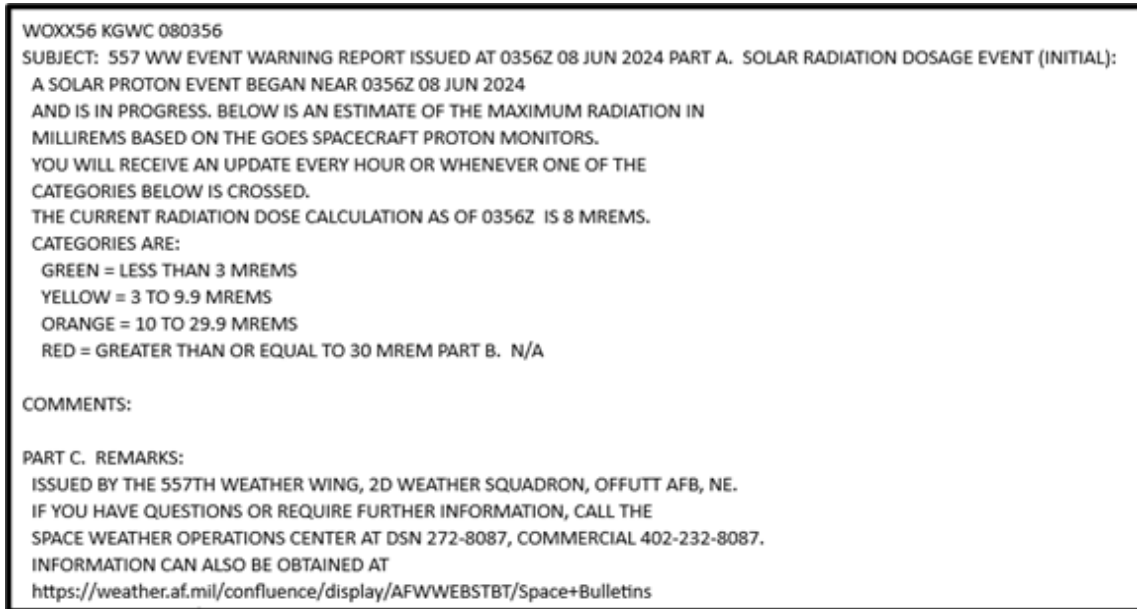 WOXX56 KGWC 080356
SUBJECT:  557 WW EVENT WARNING REPORT ISSUED AT 0356Z 08 JUN 2024 PART A.  SOLAR RADIATION DOSAGE EVENT (INITIAL):
A SOLAR PROTON EVENT BEGAN NEAR 0356Z 08 JUN 2024
AND IS IN PROGRESS. BELOW IS AN ESTIMATE OF THE MAXIMUM RADIATION IN
MILLIREMS BASED ON THE GOES SPACECRAFT PROTON MONITORS.
YOU WILL RECEIVE AN UPDATE EVERY HOUR OR WHENEVER ONE OF THE
CATEGORIES BELOW IS CROSSED.
THE CURRENT RADIATION DOSE CALCULATION AS OF 0356Z  IS 8 MREMS.
CATEGORIES ARE:
GREEN = LESS THAN 3 MREMS
YELLOW = 3 TO 9.9 MREMS
ORANGE = 10 TO 29.9 MREMS
RED = GREATER THAN OR EQUAL TO 30 MREM PART B.  N/A
COMMENTS:
PART C.  REMARKS:
ISSUED BY THE 557TH WEATHER WING, 2D WEATHER SQUADRON, OFFUTT AFB, NE.
IF YOU HAVE QUESTIONS OR REQUIRE FURTHER INFORMATION, CALL THE
SPACE WEATHER OPERATIONS CENTER AT DSN 272-8087, COMMERCIAL 402-232-8087.
INFORMATION CAN ALSO BE OBTAINED AT
https://weather.af.mil/confluence/display/AFWWEBSTBT/Space+Bulletins